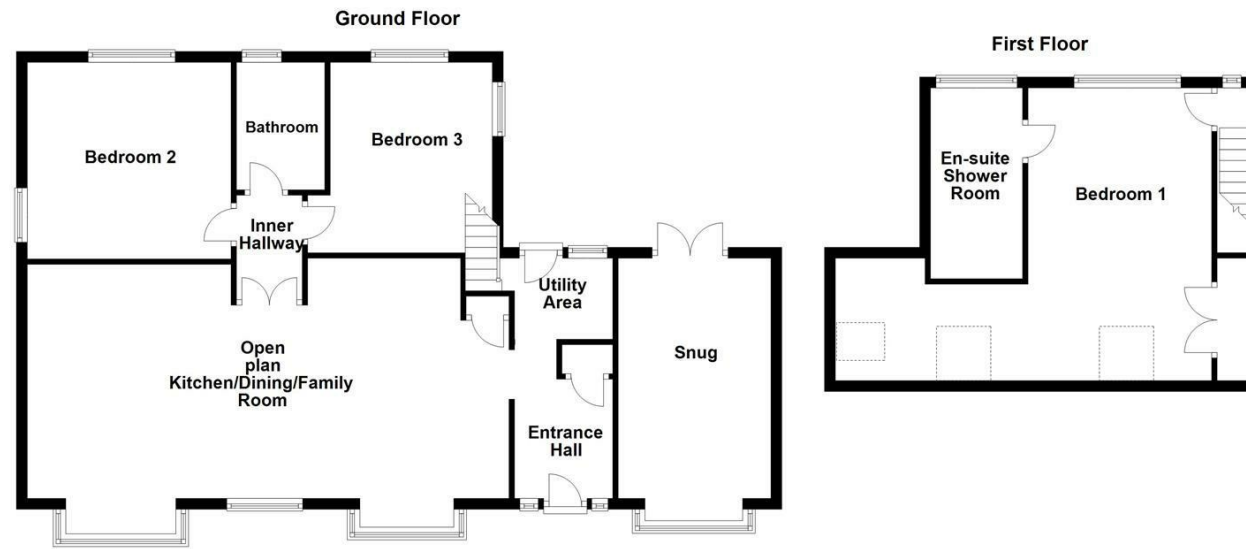 Ground Floor
Bedroom 2
Bathroom
Bedroom 3
Inner
Hallway
Utility
Area
Open
plan
Kitchen/Dining/Family
Room
Snug
Entrance
Hall
First Floor
En-suite
Shower
Room
Bedroom 1